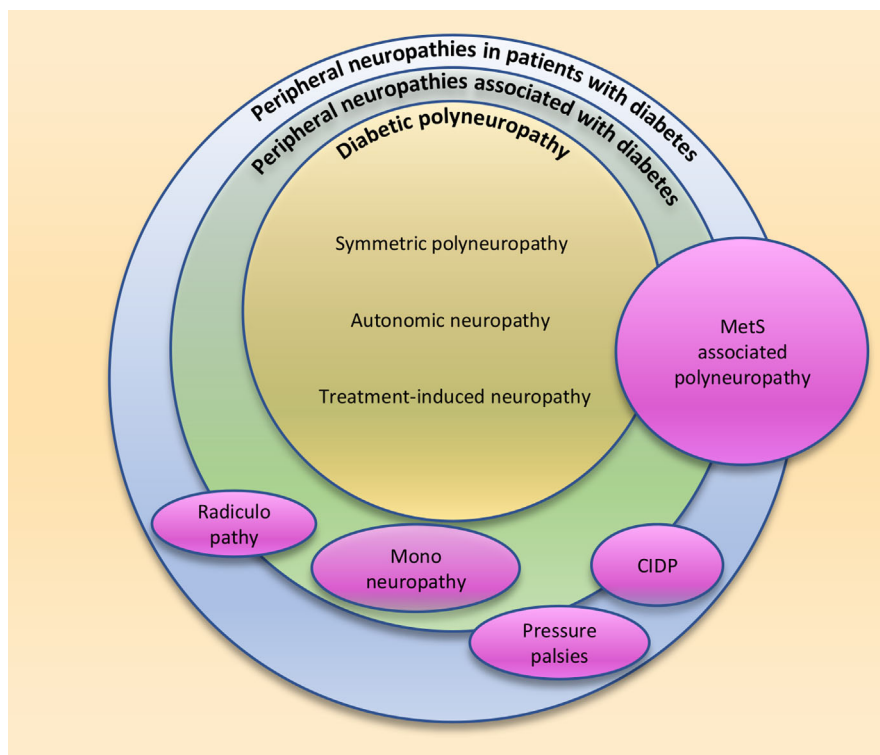 Peripheral neuropathies in patients with diabetes
Peripheral neuropathies associated with diabetes
Diabetic polyneuropathy
Symmetric polyneuropathy
Autonomic neuropathy
Treatment-induced neuropathy
MetS
associated
polyneuropathy
Radiculo
pathy
Mono
neuropathy
CIDP
Pressure
palsies